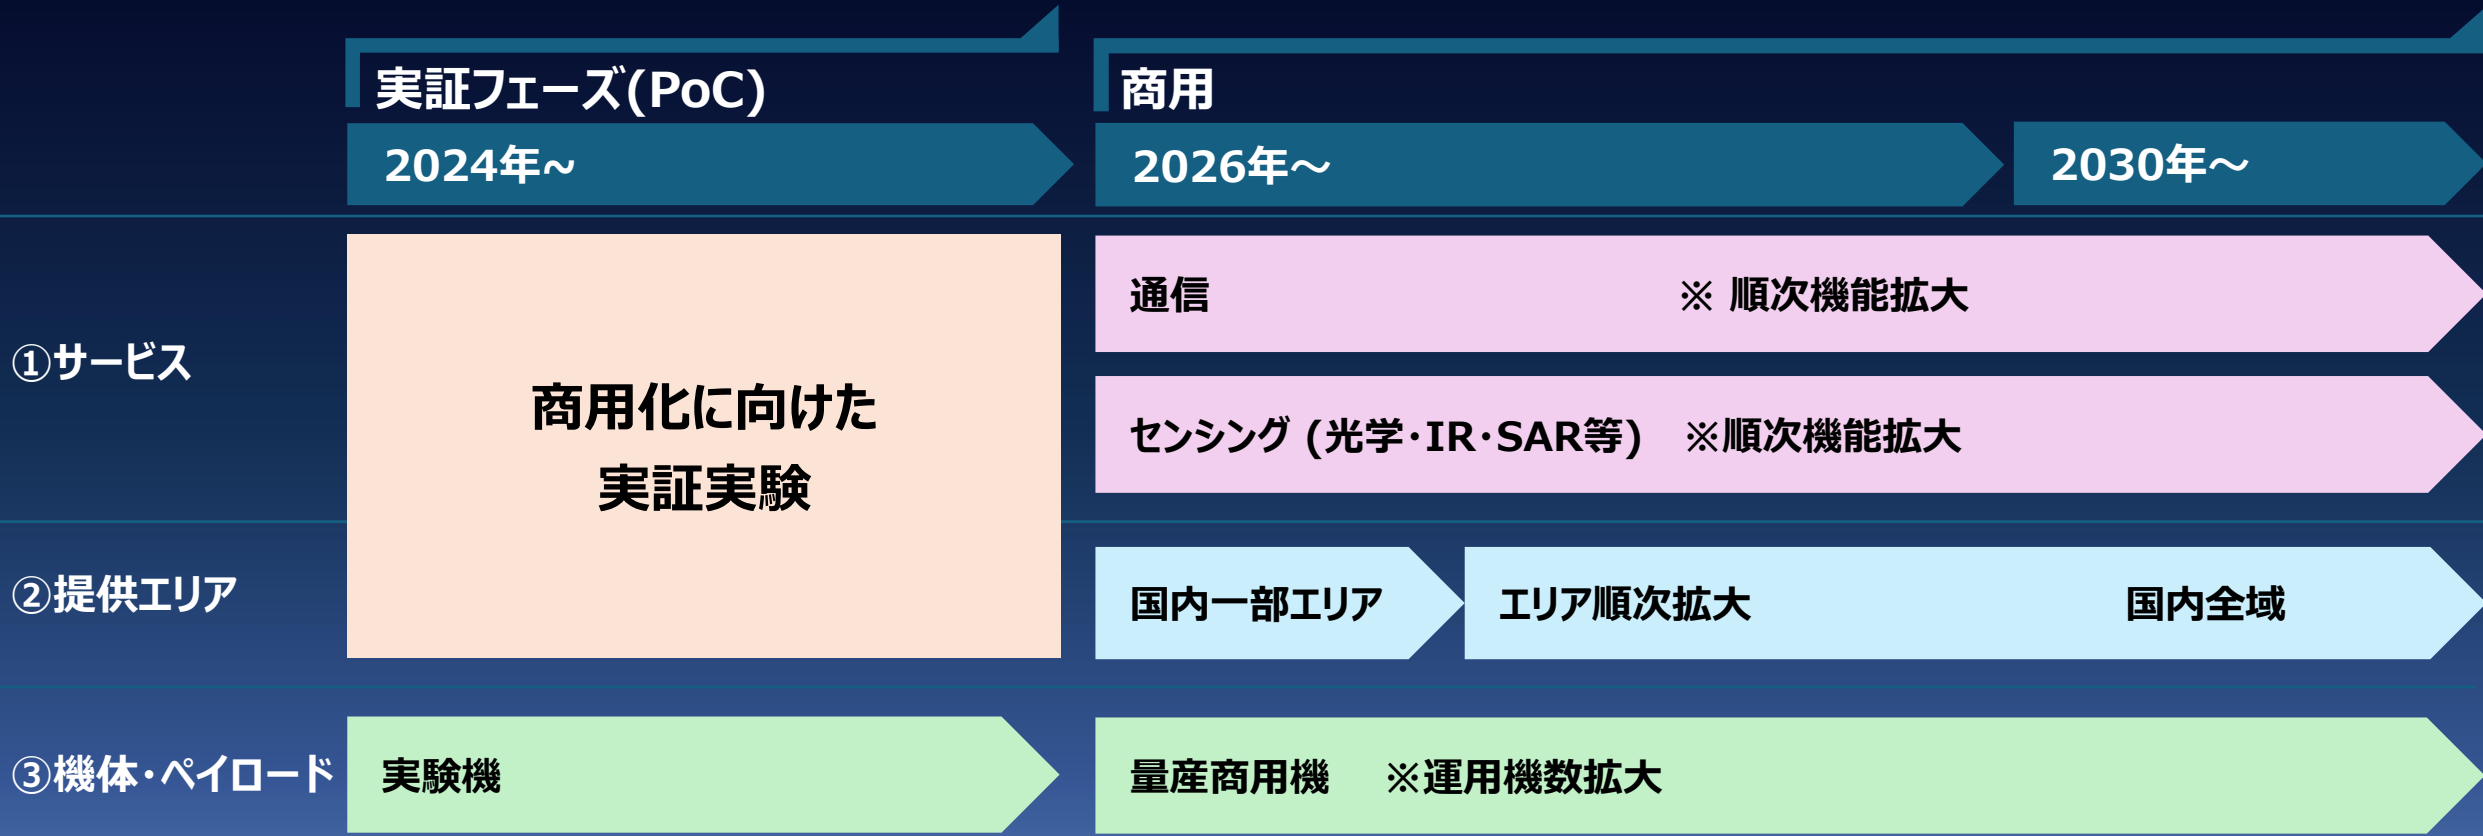 実証フェーズ(PoC)
商用
2024年~
2026年～
2030年～
①サービス
商用化に向けた
実証実験
通信 ※ 順次機能拡大
センシング (光学・IR・SAR等) ※順次機能拡大
②提供エリア
国内一部エリア
エリア順次拡大 国内全域
③機体・ペイロード
実験機
量産商用機 ※運用機数拡大